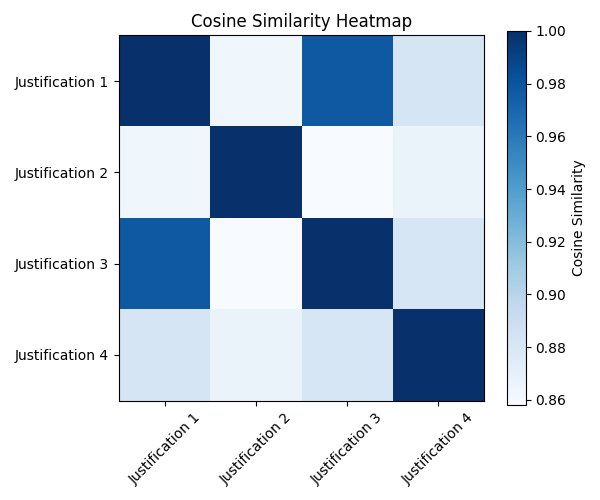 Cosine Similarity Heatmap
Justification 1
Justification 2
Justification 3
Justification 4
Justification 1
Justification 2
Justification 3
Justification 4
1.00
0.98
0.96
0.94
0.92
0.90
0.88
0.86
Cosine Similarity